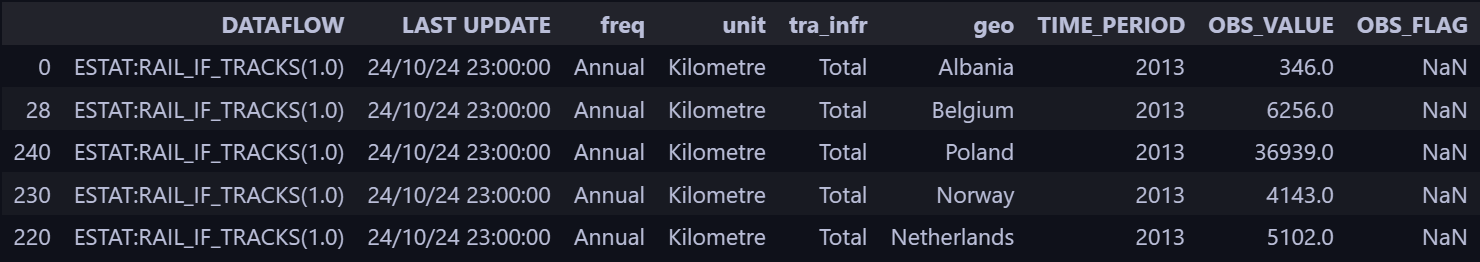 DATAFLOW LAST UPDATE freq unit tra_infr geo TIME_PERIOD OBS_VALUE OBS_FLAG
0 ESTAT:RAIL_IF_TRACKS(1.0) 24/10/24 23:00:00 Annual Kilometre Total Albania 2013 346.0 NaN
28 ESTAT:RAIL_IF_TRACKS(1.0) 24/10/24 23:00:00 Annual Kilometre Total Belgium 2013 6256.0 NaN
240 ESTAT:RAIL_IF_TRACKS(1.0) 24/10/24 23:00:00 Annual Kilometre Total Poland 2013 36939.0 NaN
230 ESTAT:RAIL_IF_TRACKS(1.0) 24/10/24 23:00:00 Annual Kilometre Total Norway 2013 4143.0 NaN
220 ESTAT:RAIL_IF_TRACKS(1.0) 24/10/24 23:00:00 Annual Kilometre Total Netherlands 2013 5102.0 NaN